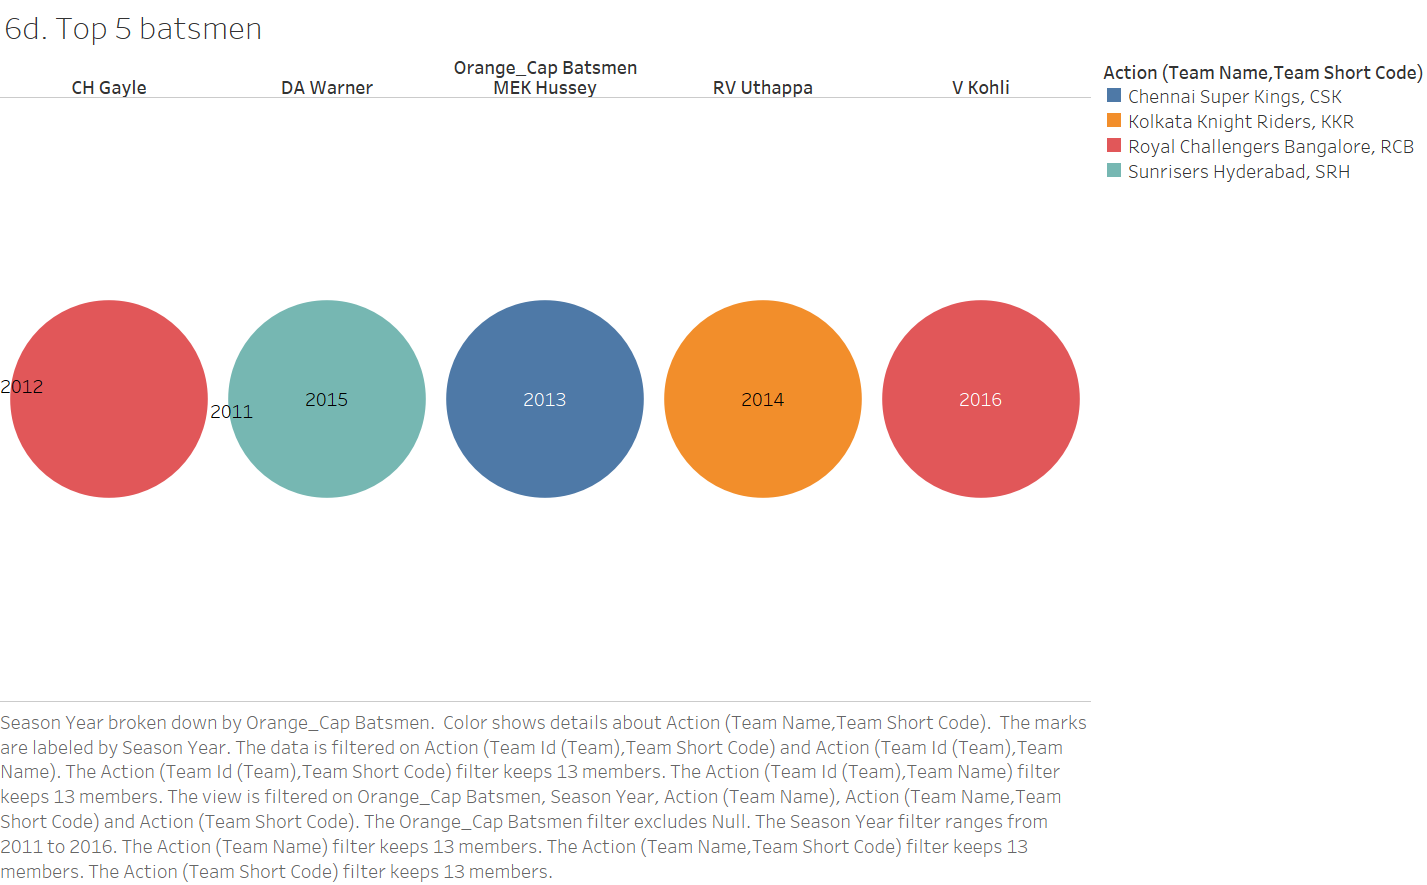 6d. Top 5 batsmen
Orange_Cap Batsmen
CH Gayle DA Warner MEK Hussey RV Uthappa V Kohli
Action (Team Name,Team Short Code)
Chennai Super Kings, CSK
Kolkata Knight Riders, KKR
Royal Challengers Bangalore, RCB
Sunrisers Hyderabad, SRH
2012
2011
2015
2013
2014
2016
Season Year broken down by Orange_Cap Batsmen.  Color shows details about Action (Team Name,Team Short Code).  The marks
are labeled by Season Year. The data is filtered on Action (Team Id (Team),Team Short Code) and Action (Team Id (Team),Team
Name). The Action (Team Id (Team),Team Short Code) filter keeps 13 members. The Action (Team Id (Team),Team Name) filter
keeps 13 members. The view is filtered on Orange_Cap Batsmen, Season Year, Action (Team Name), Action (Team Name,Team
Short Code) and Action (Team Short Code). The Orange_Cap Batsmen filter excludes Null. The Season Year filter ranges from
2011 to 2016. The Action (Team Name) filter keeps 13 members. The Action (Team Name,Team Short Code) filter keeps 13
members. The Action (Team Short Code) filter keeps 13 members.